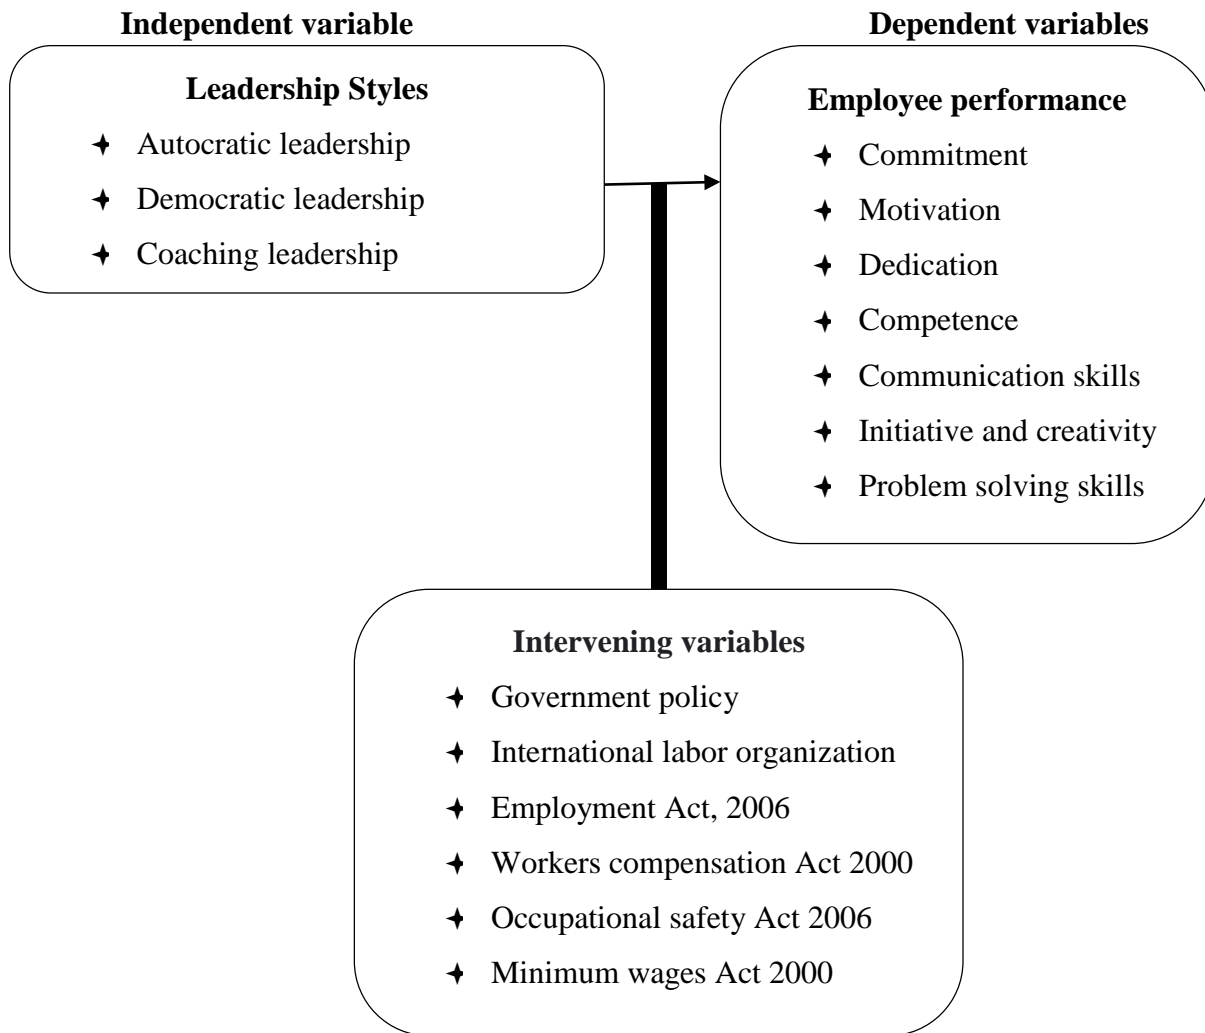 Independent variable
Leadership Styles
Autocratic leadership
Democratic leadership
Coaching leadership
Dependent variables
Employee performance
Commitment
Motivation
Dedication
Competence
Communication skills
Initiative and creativity
Problem solving skills
Intervening variables
Government policy
International labor organization
Employment Act, 2006
Workers compensation Act 2000
Occupational safety Act 2006
Minimum wages Act 2000